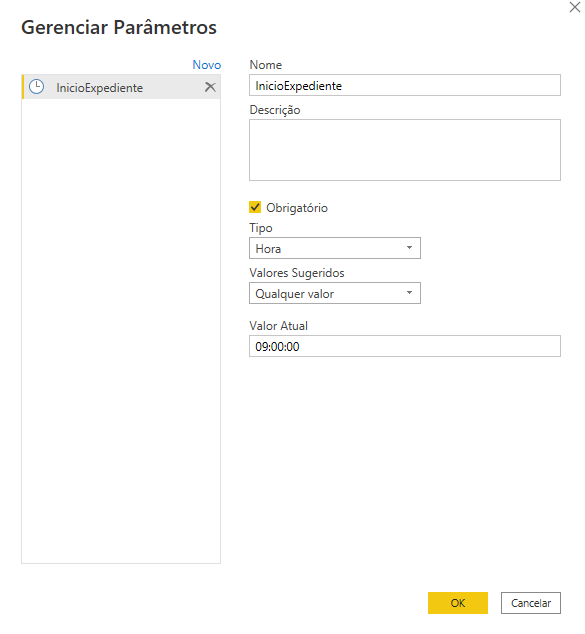 Gerenciar Parâmetros
Novo
InicioExpediente
Nome
InicioExpediente
Descrição
Obrigatório
Tipo
Hora
Valores Sugeridos
Qualquer valor
Valor Atual
09:00:00
OK
Cancelar